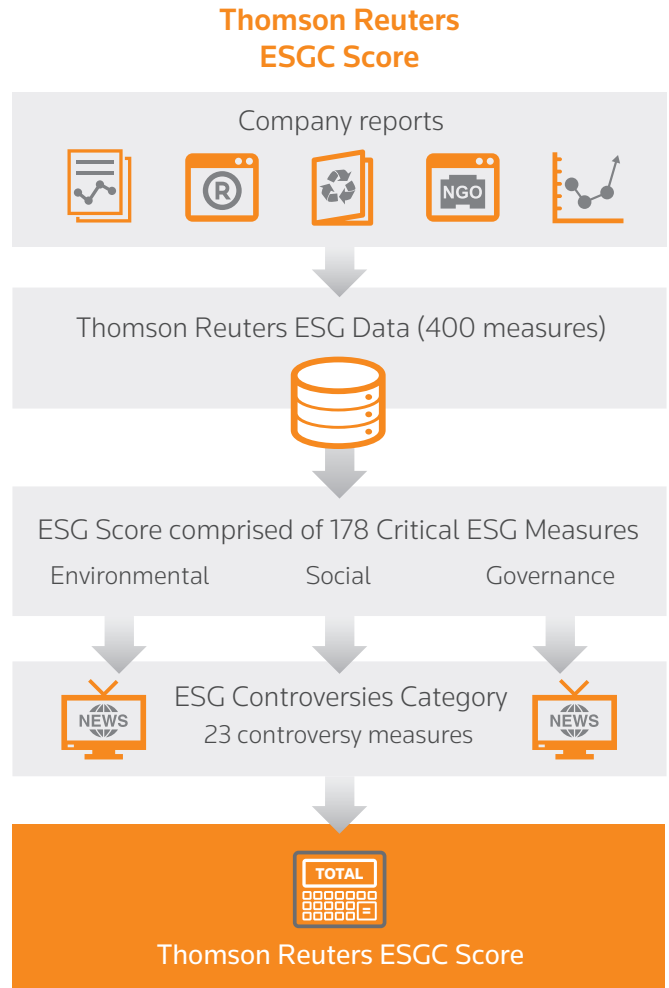 Thomson Reuters
ESGC Score
Company reports
R
NGO
Thomson Reuters ESG Data (400 measures)
ESG Score comprised of 178 Critical ESG Measures
Environmental
Social
Governance
NEWS
ESG Controversies Category
NEWS
23 controversy measures
TOTAL
Thomson Reuters ESGC Score